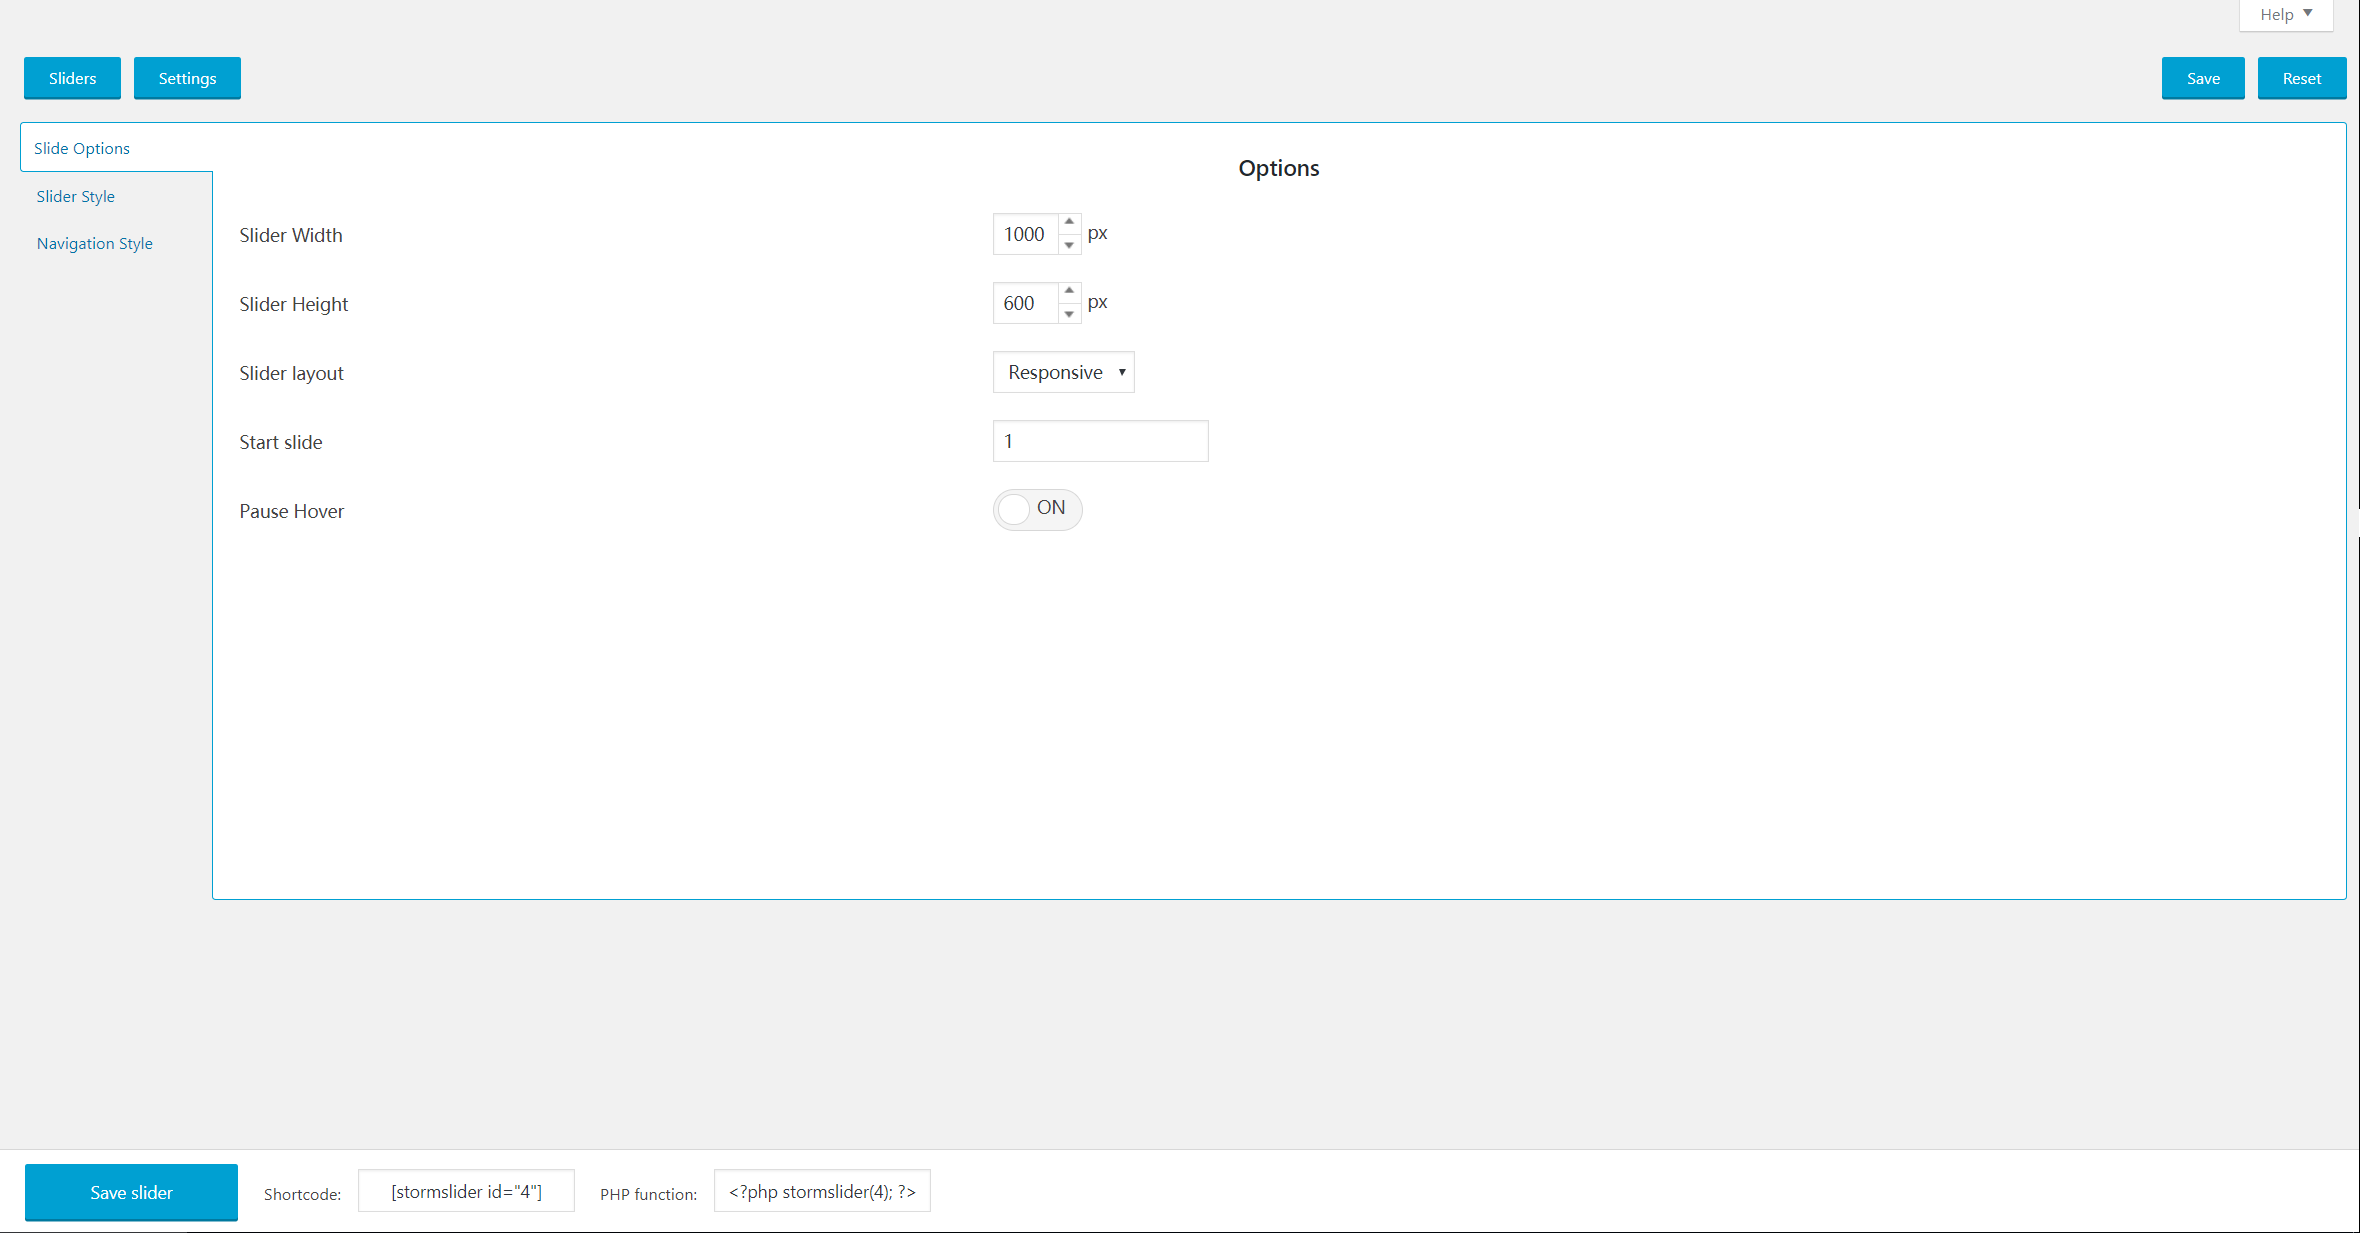 Help
Sliders Settings Save Reset
Slide Options
Slider Style
Navigation Style
Options
Slider Width 1000 px
Slider Height 600 px
Slider layout Responsive
Start slide 1
Pause Hover ON
Save slider Shortcode: [stormslider id="4"] PHP function: <?php stormslider(4); ?>